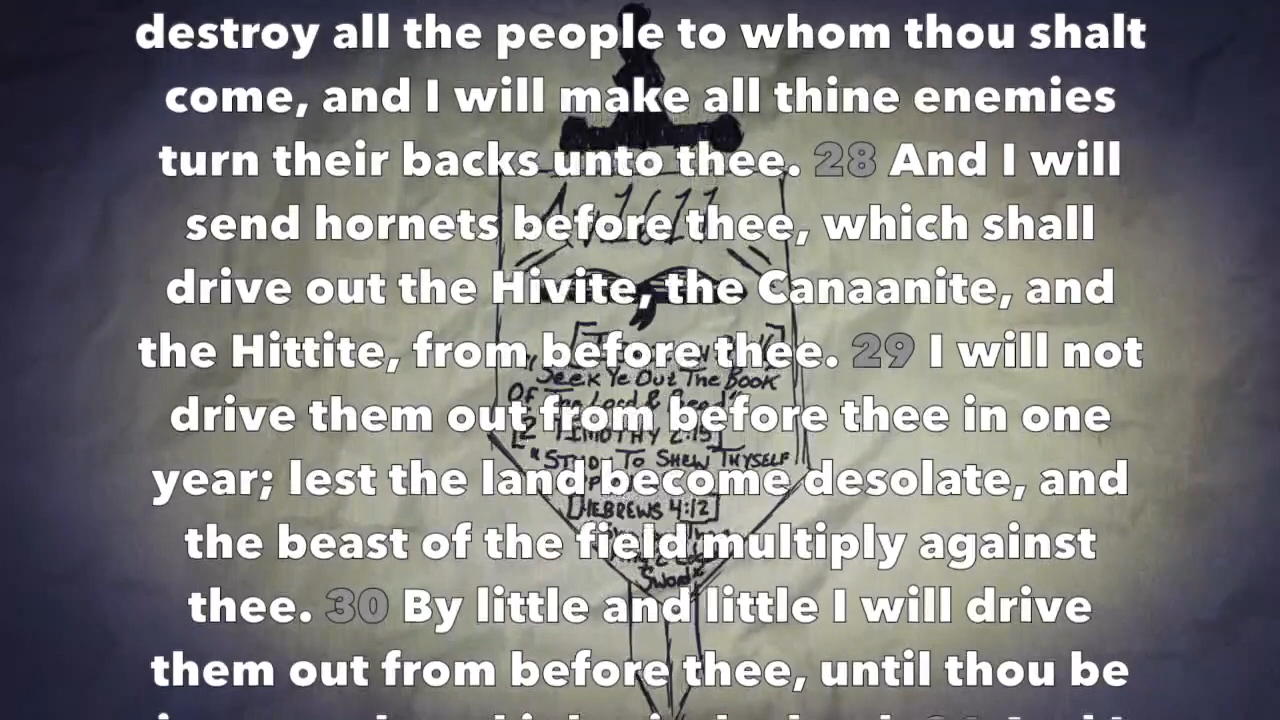 destroy all the people to whom thou shalt
come, and I will make all thine enemies
turn their backs unto thee. 28 And I will
send hornets before thee, which shall
drive out the Hivite, the Canaanite, and
the Hittite, from before thee. 29 I will not
drive them out from before thee in one
year; lest the land become desolate, and
the beast of the field multiply against
thee. 30 By little and little I will drive
them out from before thee, until thou be
1611
"Seek Ye Out The Book
Of The Lord & Read"
[2 TIMOTHY 2:15]
"STUDY To SHEW THYSELF
[HEBREWS 4:12]
Sword"